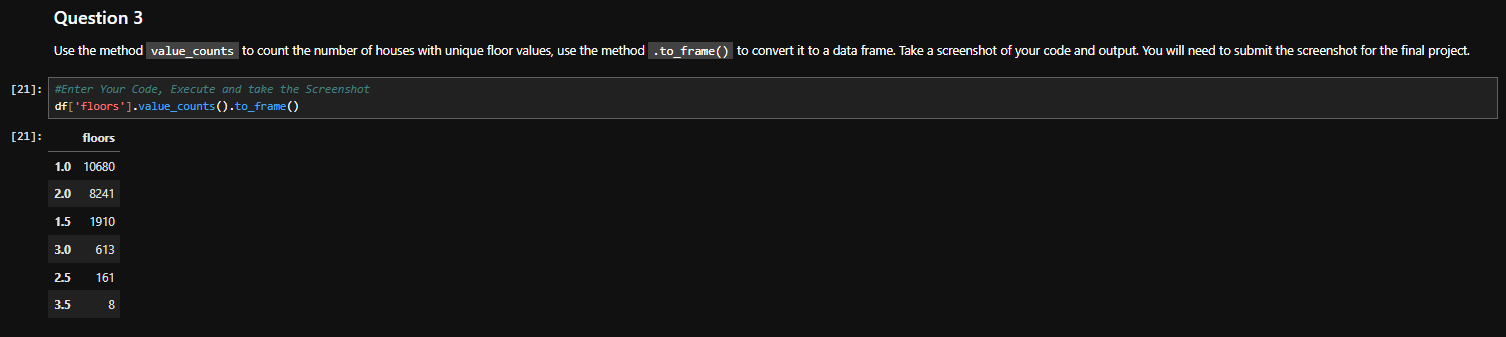 Question 3
Use the method value_counts to count the number of houses with unique floor values, use the method .to_frame() to convert it to a data frame. Take a screenshot of your code and output. You will need to submit the screenshot for the final project.
[21]: #Enter Your Code, Execute and take the Screenshot
df['floors'].value_counts().to_frame()
[21]: floors
1.0 10680
2.0 8241
1.5 1910
3.0 613
2.5 161
3.5 8